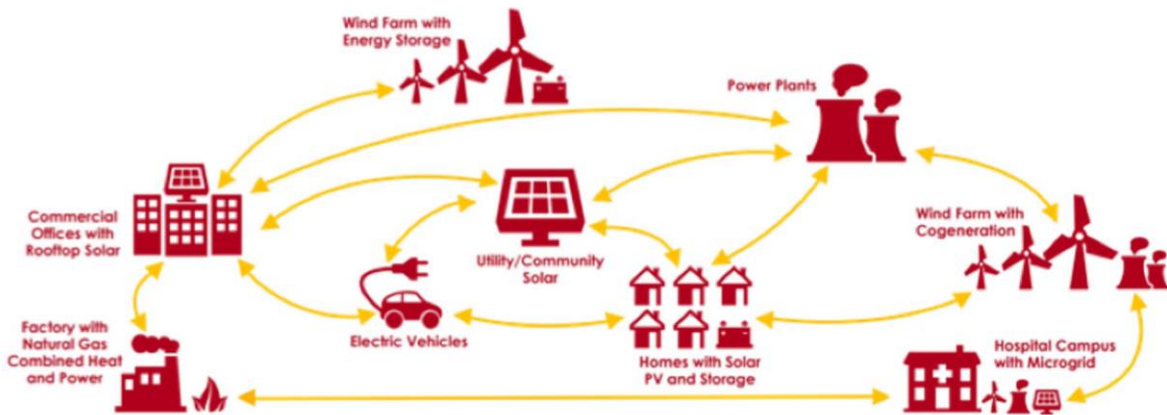 Wind Farm with
Energy Storage
Power Plants
Commercial
Offices with
Rooftop Solar
Utility/Community
Solar
Wind Farm with
Cogeneration
Factory with
Natural Gas
Combined Heat
and Power
Electric Vehicles
Homes with Solar
PV and Storage
Hospital Campus
with Microgrid